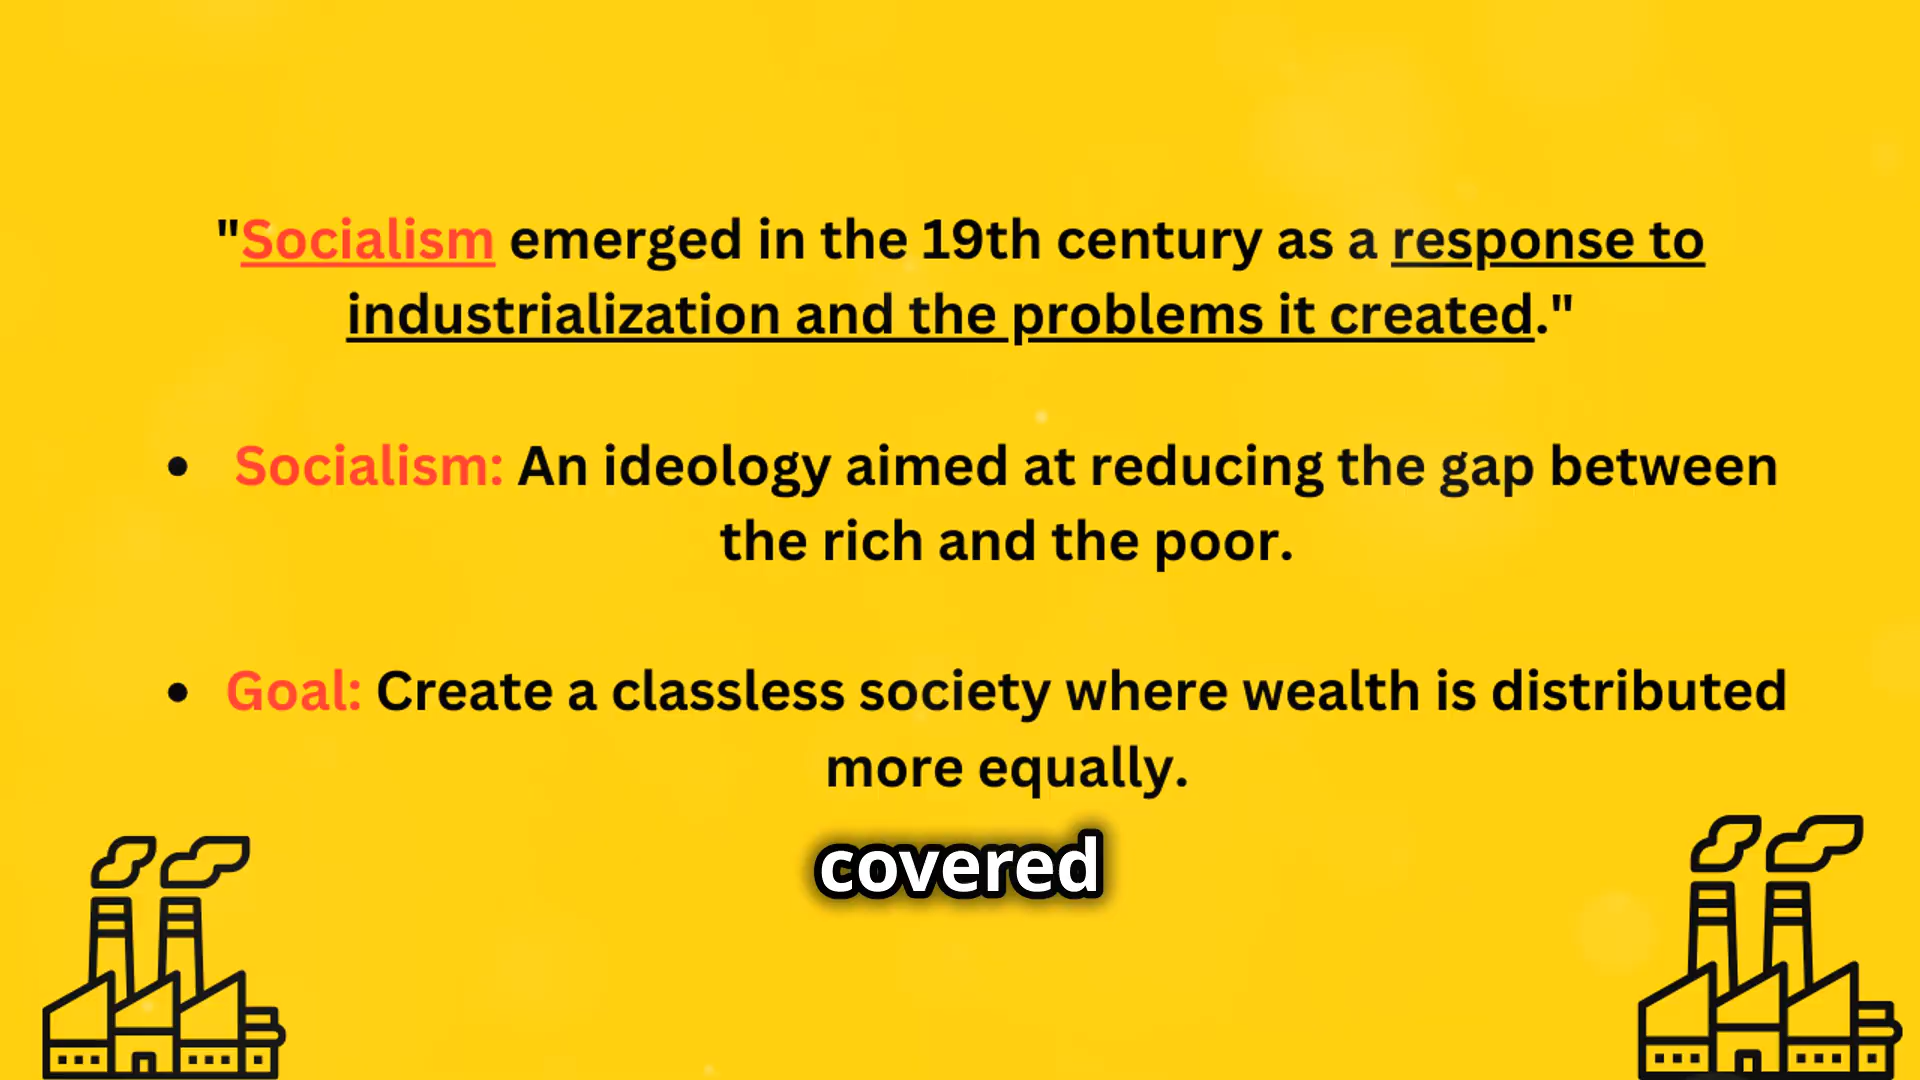 "Socialism emerged in the 19th century as a response to
industrialization and the problems it created."
• Socialism: An ideology aimed at reducing the gap between
the rich and the poor.
• Goal: Create a classless society where wealth is distributed
more equally.
covered